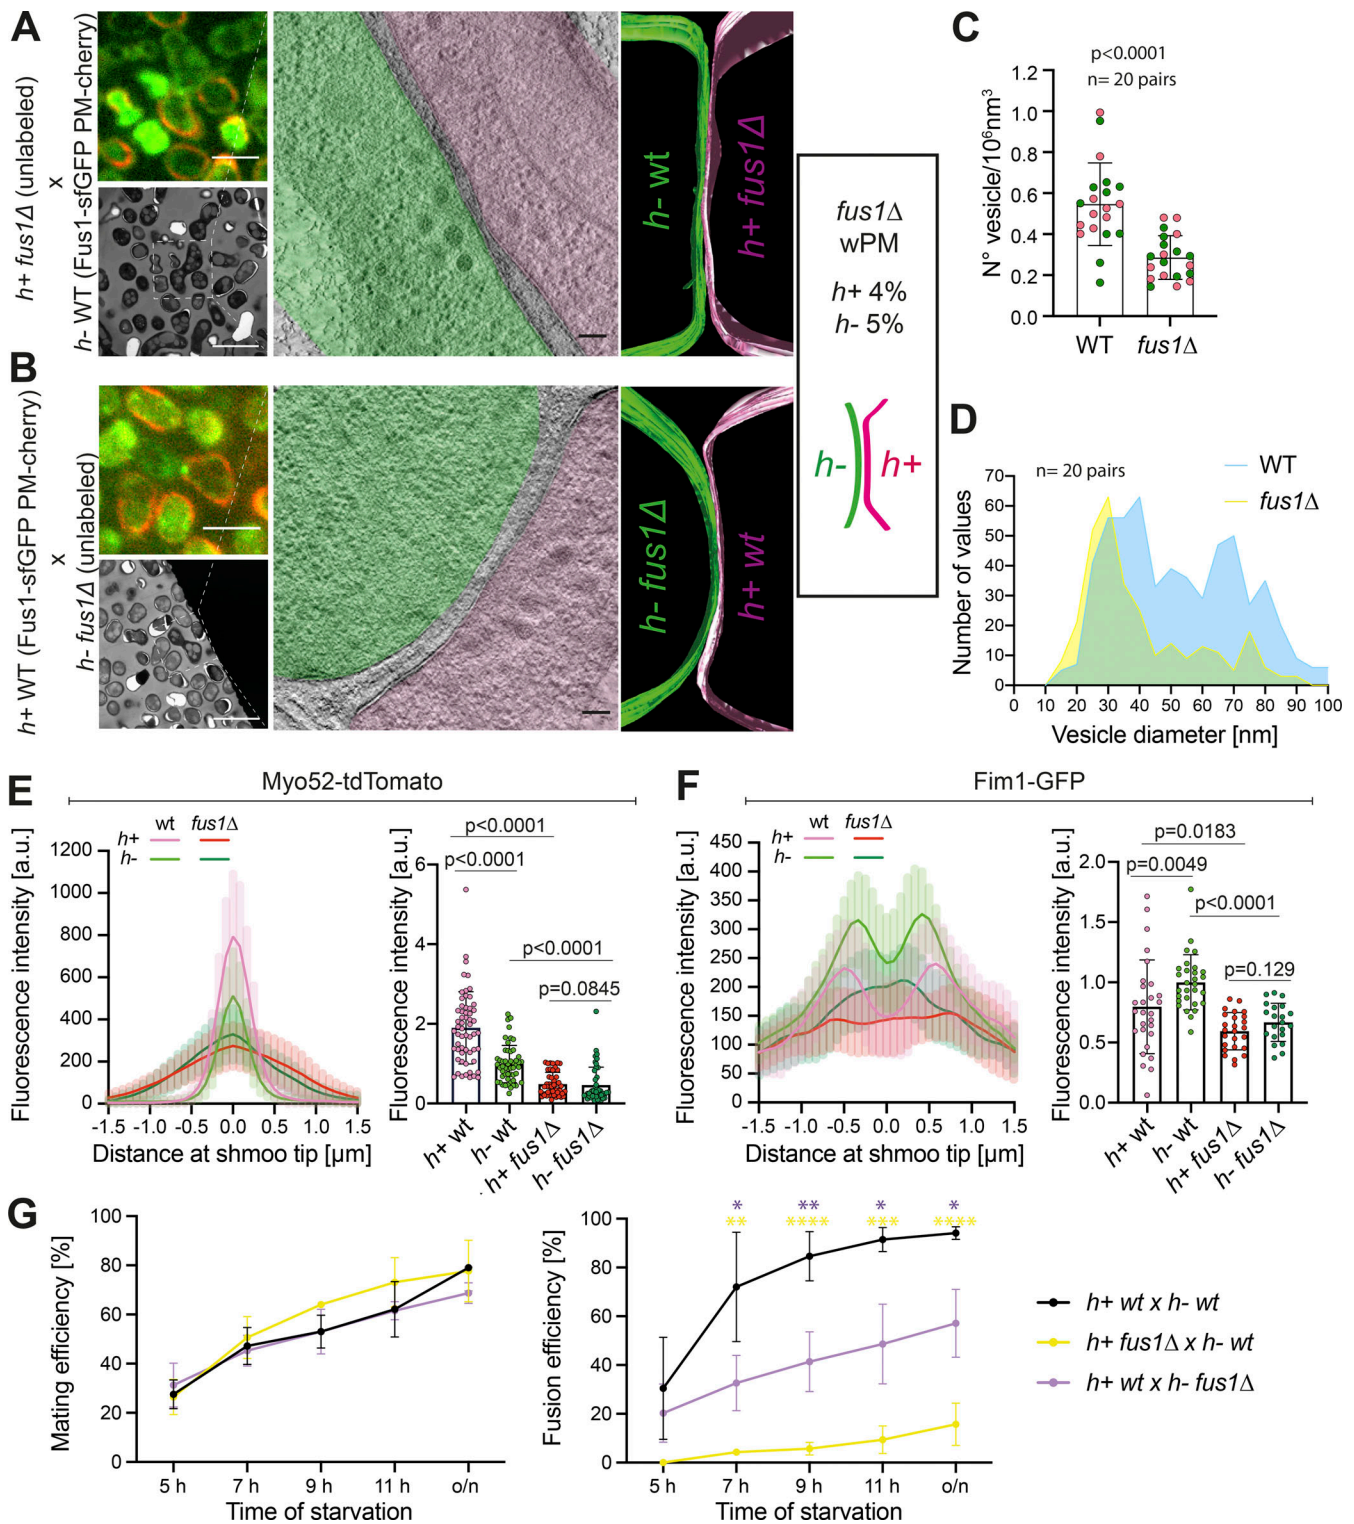 A
h+ fus1Δ (unlabeled)
x
h- WT (Fus1-sfGFP PM-cherry)
h- wt
h+ fus1Δ
B
h+ WT (Fus1-sfGFP PM-cherry)
x
h- fus1Δ (unlabeled)
h- fus1Δ
h+ wt
fus1Δ
wPM
h+ 4%
h- 5%
h- h+
C
p<0.0001
n= 20 pairs
N° vesicle/10⁶nm³
1.2
1.0
0.8
0.6
0.4
0.2
0.0
WT fus1Δ
D
n= 20 pairs
WT
fus1Δ
Number of values
70
60
50
40
30
20
10
0
0 10 20 30 40 50 60 70 80 90 100
Vesicle diameter [nm]
E
Myo52-tdTomato
wt fus1Δ
h+
h-
Fluorescence intensity [a.u.]
1200
1000
800
600
400
200
0
-1.5 -1.0 -0.5 0.0 0.5 1.0 1.5
Distance at shmoo tip [µm]
Fluorescence intensity [a.u.]
p<0.0001
p<0.0001
p<0.0001
p=0.0845
6
4
2
0
h+ wt
h- wt
h+ fus1Δ
h- fus1Δ
F
Fim1-GFP
wt fus1Δ
h+
h-
Fluorescence intensity [a.u.]
450
400
350
300
250
200
150
100
50
0
-1.5 -1.0 -0.5 0.0 0.5 1.0 1.5
Distance at shmoo tip [µm]
Fluorescence intensity [a.u.]
p=0.0183
p=0.0049
p<0.0001
p=0.129
2.0
1.5
1.0
0.5
0.0
h+ wt
h- wt
h+ fus1Δ
h- fus1Δ
G
Mating efficiency [%]
100
80
60
40
20
0
5 h 7 h 9 h 11 h o/n
Time of starvation
Fusion efficiency [%]
* ** * *
** **** *** ****
100
80
60
40
20
0
5 h 7 h 9 h 11 h o/n
Time of starvation
h+ wt x h- wt
h+ fus1Δ x h- wt
h+ wt x h- fus1Δ